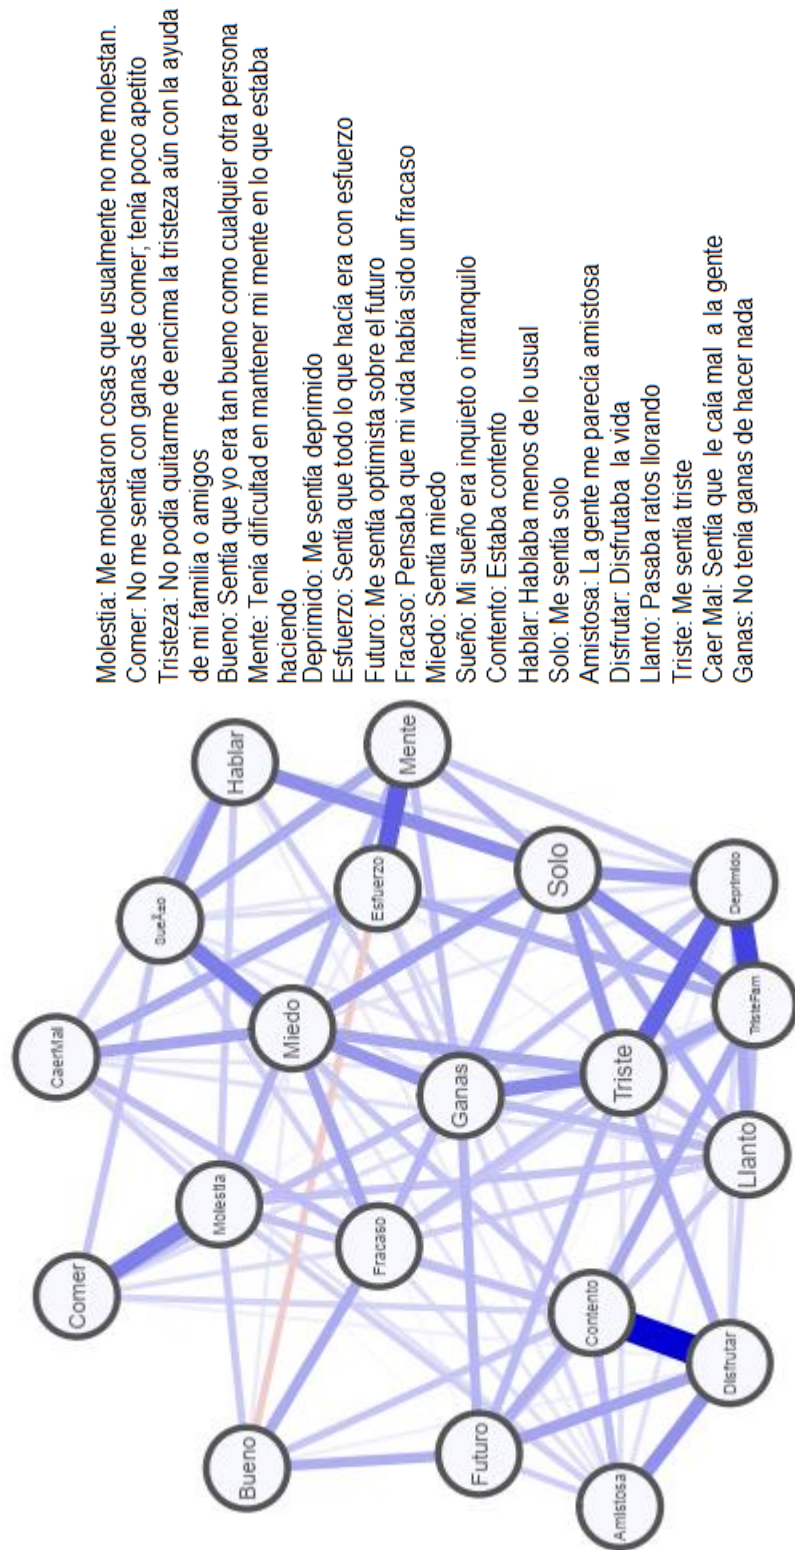 CaerMal
Comer
SueÃ±o
Molestia
Hablar
Bueno
Miedo
Fracaso
Esfuerzo
Mente
Ganas
Futuro
Solo
Contento
Amistosa
Triste
Disfrutar
Deprimido
Llanto
TristeFam
Molestia: Me molestaron cosas que usualmente no me molestan.
Comer: No me sentía con ganas de comer; tenía poco apetito
Tristeza: No podía quitarme de encima la tristeza aún con la ayuda
de mi familia o amigos
Bueno: Sentía que yo era tan bueno como cualquier otra persona
Mente: Tenía dificultad en mantener mi mente en lo que estaba
haciendo
Deprimido: Me sentía deprimido
Esfuerzo: Sentía que todo lo que hacía era con esfuerzo
Futuro: Me sentía optimista sobre el futuro
Fracaso: Pensaba que mi vida había sido un fracaso
Miedo: Sentía miedo
Sueño: Mi sueño era inquieto o intranquilo
Contento: Estaba contento
Hablar: Hablaba menos de lo usual
Solo: Me sentía solo
Amistosa: La gente me parecía amistosa
Disfrutar: Disfrutaba la vida
Llanto: Pasaba ratos llorando
Triste: Me sentía triste
Caer Mal: Sentía que le caía mal a la gente
Ganas: No tenía ganas de hacer nada